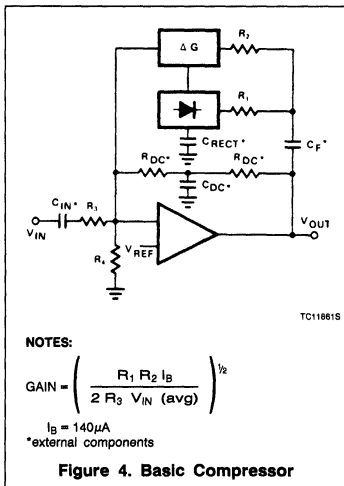 Δ G
R2
R1
CRECT*
RDC*
RDC*
CF*
CDC*
CIN*
R3
VIN
R4
VREF
VOUT
TC11861S
NOTES:
GAIN = ( R1 R2 IB / 2 R3 VIN (avg) ) ½
IB = 140μA
*external components
Figure 4. Basic Compressor